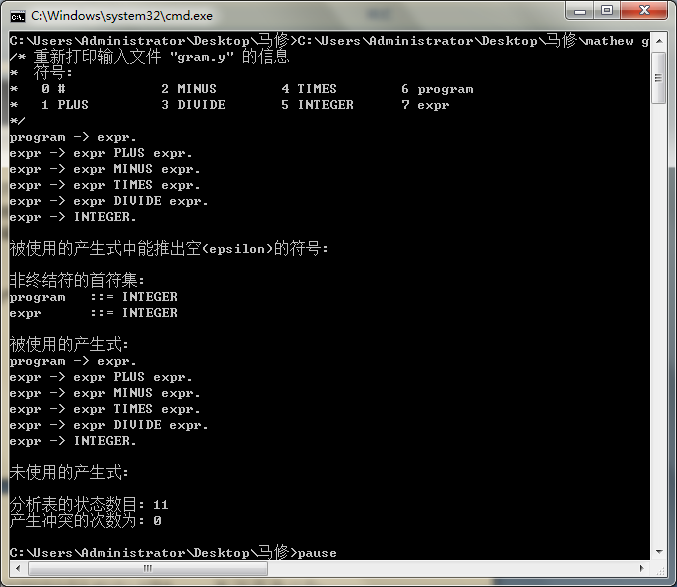 C:\Windows\system32\cmd.exe
C:\Users\Administrator\Desktop\马修>C:\Users\Administrator\Desktop\马修\mathew g
/* 重新打印输入文件 "gram.y" 的信息
*  符号:
*   0 #            2 MINUS        4 TIMES        6 program
*   1 PLUS         3 DIVIDE       5 INTEGER      7 expr
*/
program -> expr.
expr -> expr PLUS expr.
expr -> expr MINUS expr.
expr -> expr TIMES expr.
expr -> expr DIVIDE expr.
expr -> INTEGER.
被使用的产生式中能推出空(epsilon)的符号:
非终结符的首符集:
program   ::= INTEGER
expr      ::= INTEGER
被使用的产生式:
program -> expr.
expr -> expr PLUS expr.
expr -> expr MINUS expr.
expr -> expr TIMES expr.
expr -> expr DIVIDE expr.
expr -> INTEGER.
未使用的产生式:
分析表的状态数目: 11
产生冲突的次数为: 0
C:\Users\Administrator\Desktop\马修>pause